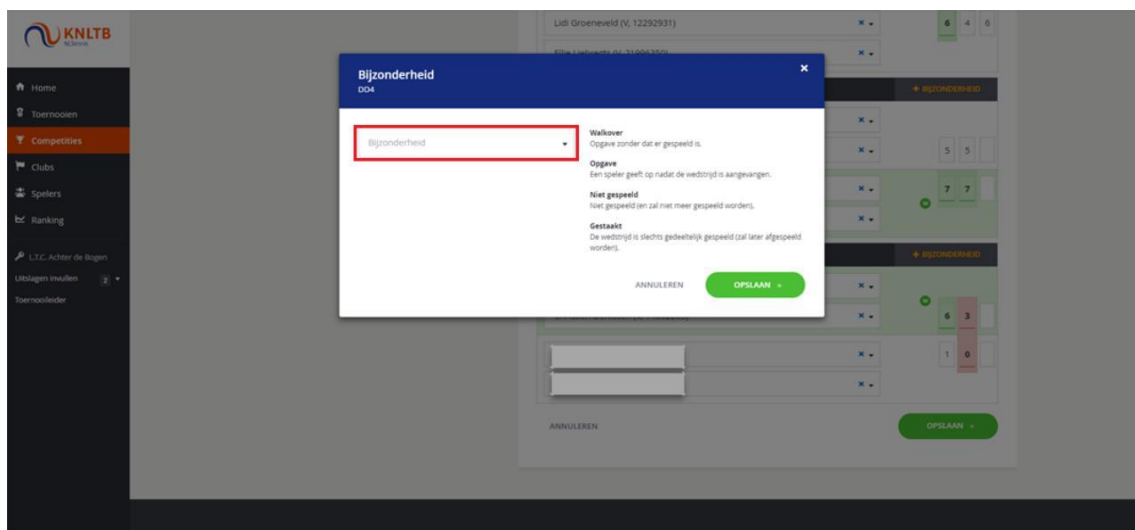 KNLTB
Home
Toernooien
Competities
Clubs
Spelers
Ranking
L.T.C. Achter de Bogen
Uitslagen invullen 2
Toernooileider
Lidi Groeneveld (V, 12292931)
6 4 6
Bijzonderheid
DD4
×
+ BIJZONDERHEID
Bijzonderheid
Walkover
Opgave zonder dat er gespeeld is.
Opgave
Een speler geeft op nadat de wedstrijd is aangevangen.
Niet gespeeld
Niet gespeeld (en zal niet meer gespeeld worden).
Gestaakt
De wedstrijd is slechts gedeeltelijk gespeeld (zal later afgespeeld
worden).
ANNULEREN
OPSLAAN »
5 5
7 7
+ BIJZONDERHEID
6 3
1 0
ANNULEREN
OPSLAAN »